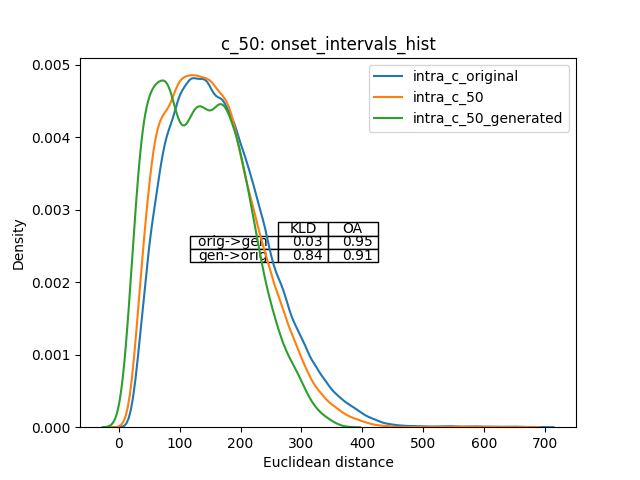 c_50: onset_intervals_hist
intra_c_original
intra_c_50
intra_c_50_generated
0.005
0.004
0.003
0.002
0.001
0.000
Density
KLD OA
orig->gen 0.03 0.95
gen->orig 0.84 0.91
0 100 200 300 400 500 600 700
Euclidean distance